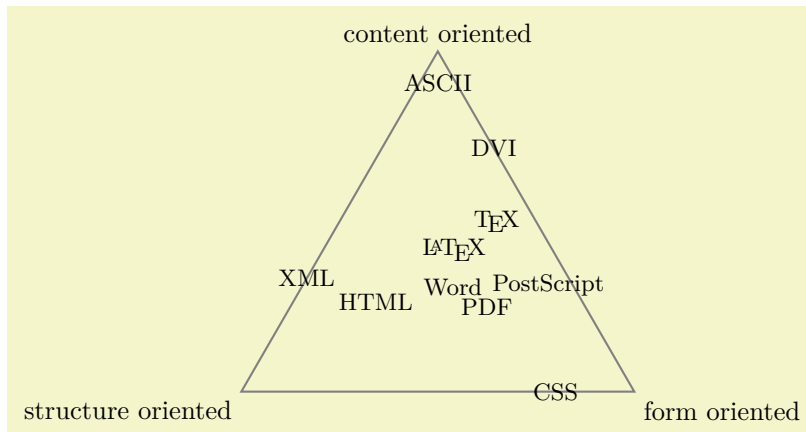 content oriented
ASCII
DVI
TEX
LATEX
XML
Word
PostScript
HTML
PDF
CSS
structure oriented
form oriented